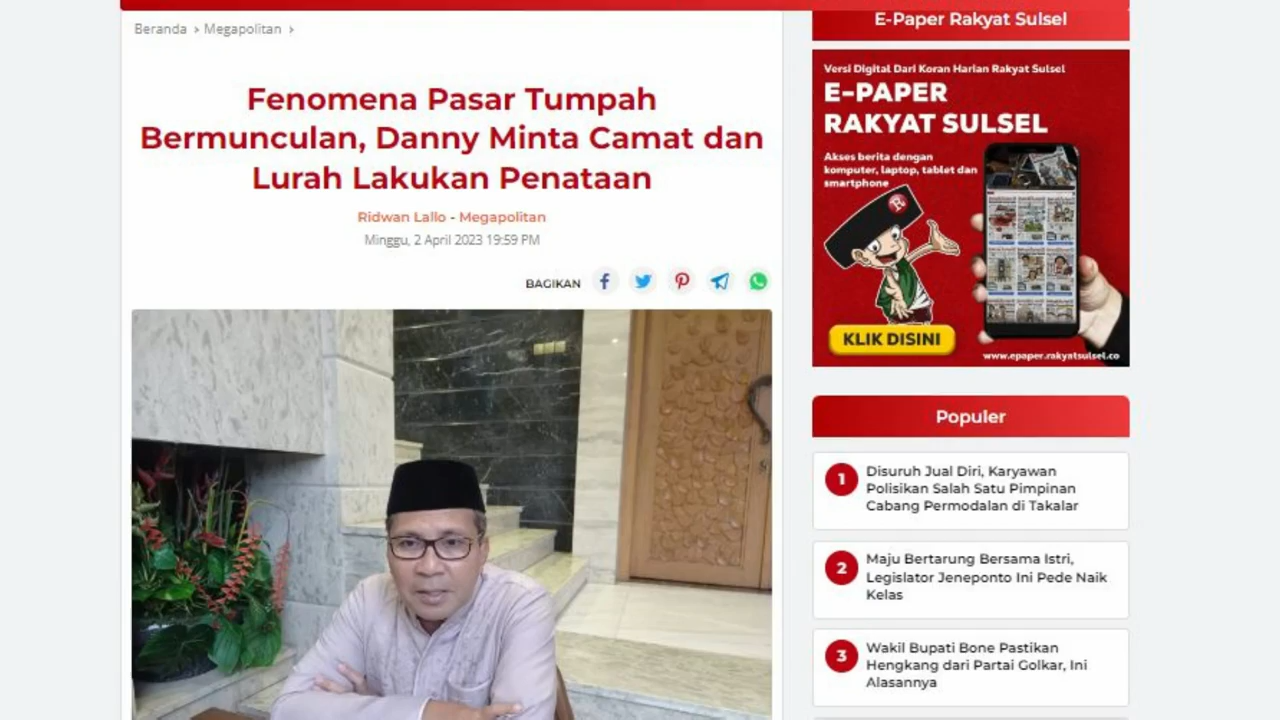 Beranda > Megapolitan >
Fenomena Pasar Tumpah
Bermunculan, Danny Minta Camat dan
Lurah Lakukan Penataan
Ridwan Lallo - Megapolitan
Minggu, 2 April 2023 19:59 PM
BAGIKAN
E-Paper Rakyat Sulsel
Versi Digital Dari Koran Harian Rakyat Sulsel
E-PAPER
RAKYAT SULSEL
Akses berita dengan
komputer, laptop, tablet dan
smartphone
R
KLIK DISINI
www.epaper.rakyatsulsel.co
Populer
1
Disuruh Jual Diri, Karyawan
Polisikan Salah Satu Pimpinan
Cabang Permodalan di Takalar
2
Maju Bertarung Bersama Istri,
Legislator Jeneponto Ini Pede Naik
Kelas
3
Wakil Bupati Bone Pastikan
Hengkang dari Partai Golkar, Ini
Alasannya